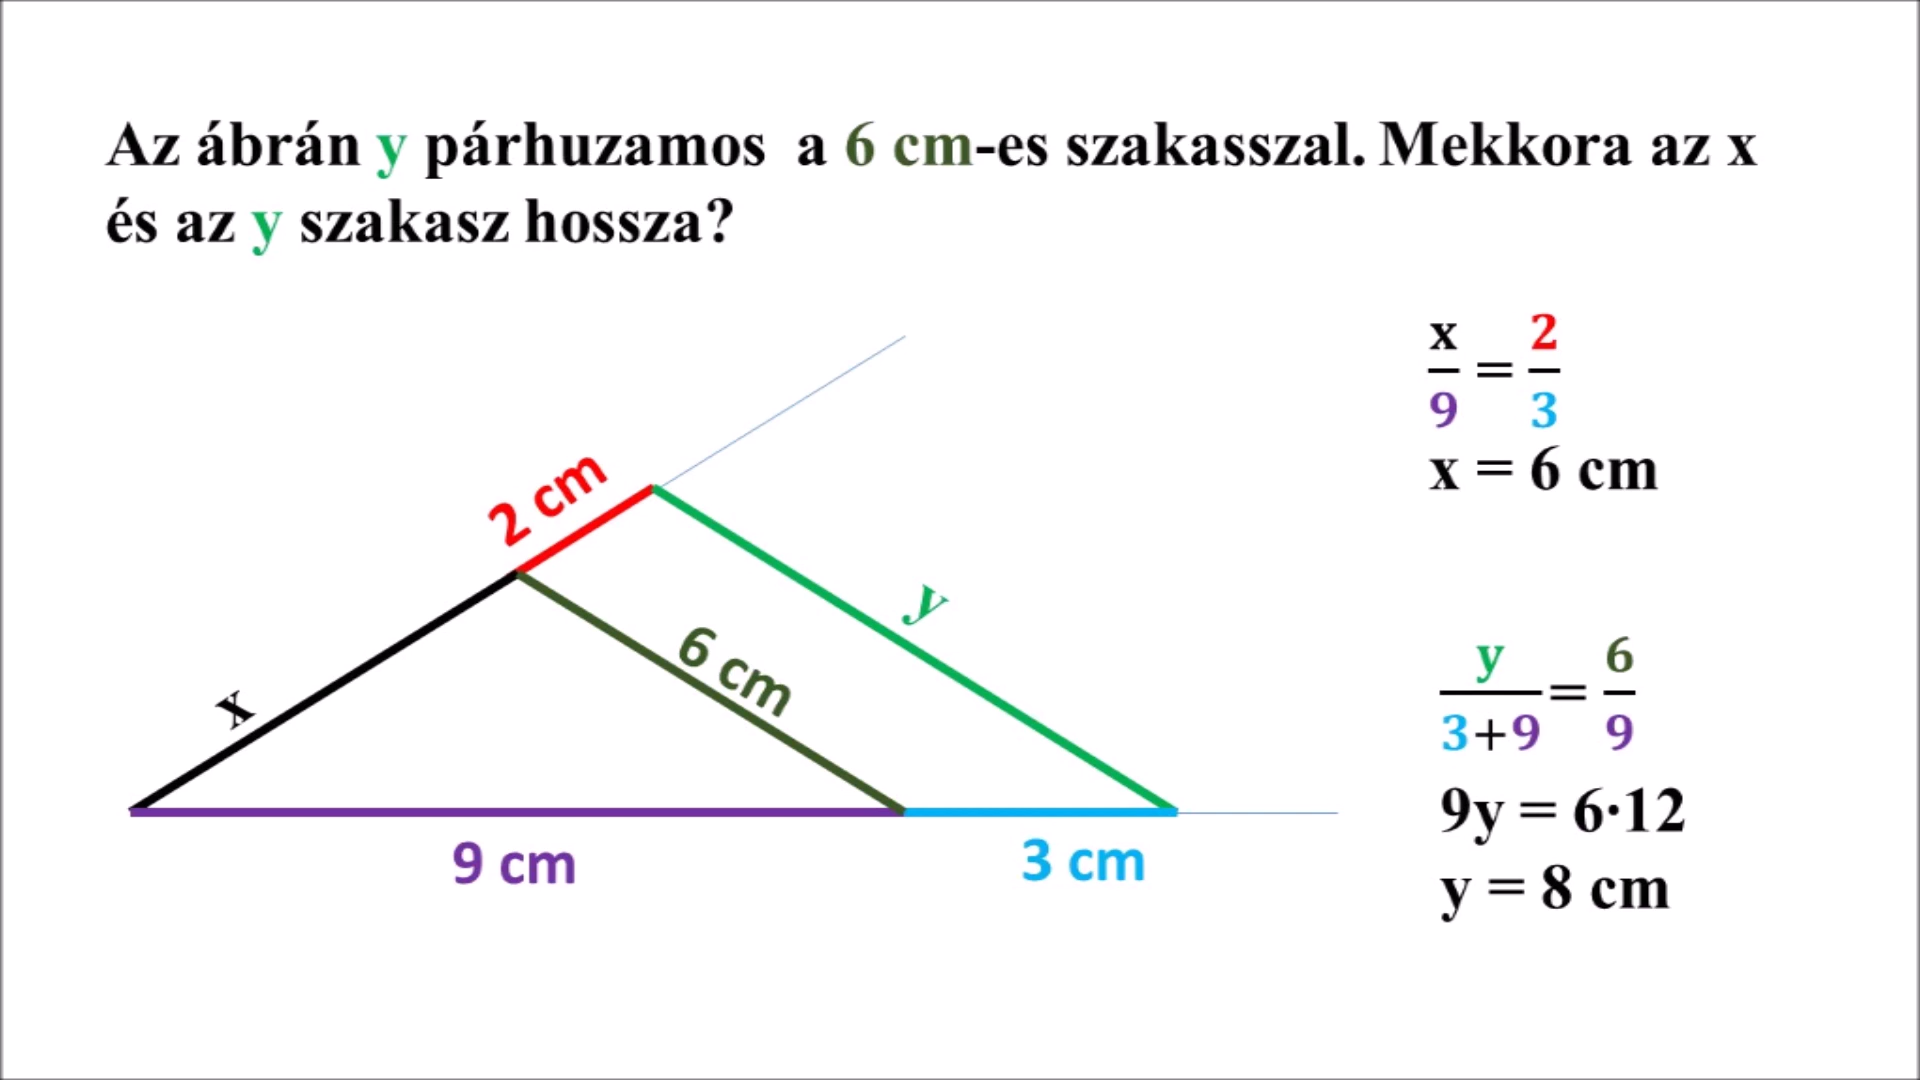 Az ábrán y párhuzamos a 6 cm-es szakasszal. Mekkora az x
és az y szakasz hossza?
x/9 = 2/3
x = 6 cm
2 cm
y
6 cm
x
y/(3+9) = 6/9
9y = 6·12
9 cm
3 cm
y = 8 cm